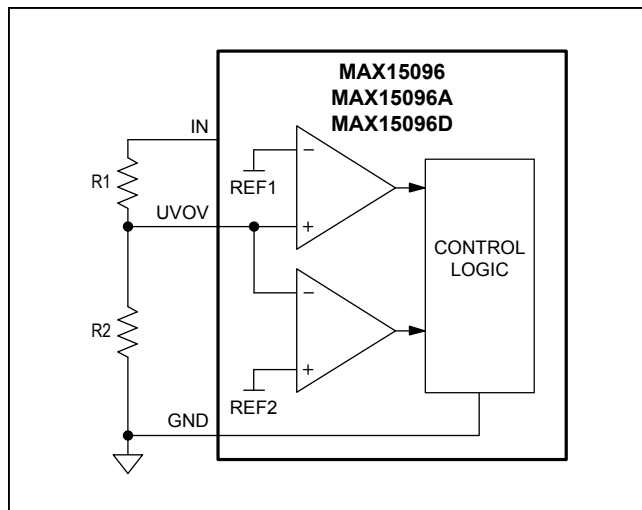 MAX15096
MAX15096A
MAX15096D
IN
R1
REF1
−
+
UVOV
CONTROL
LOGIC
−
+
R2
REF2
GND